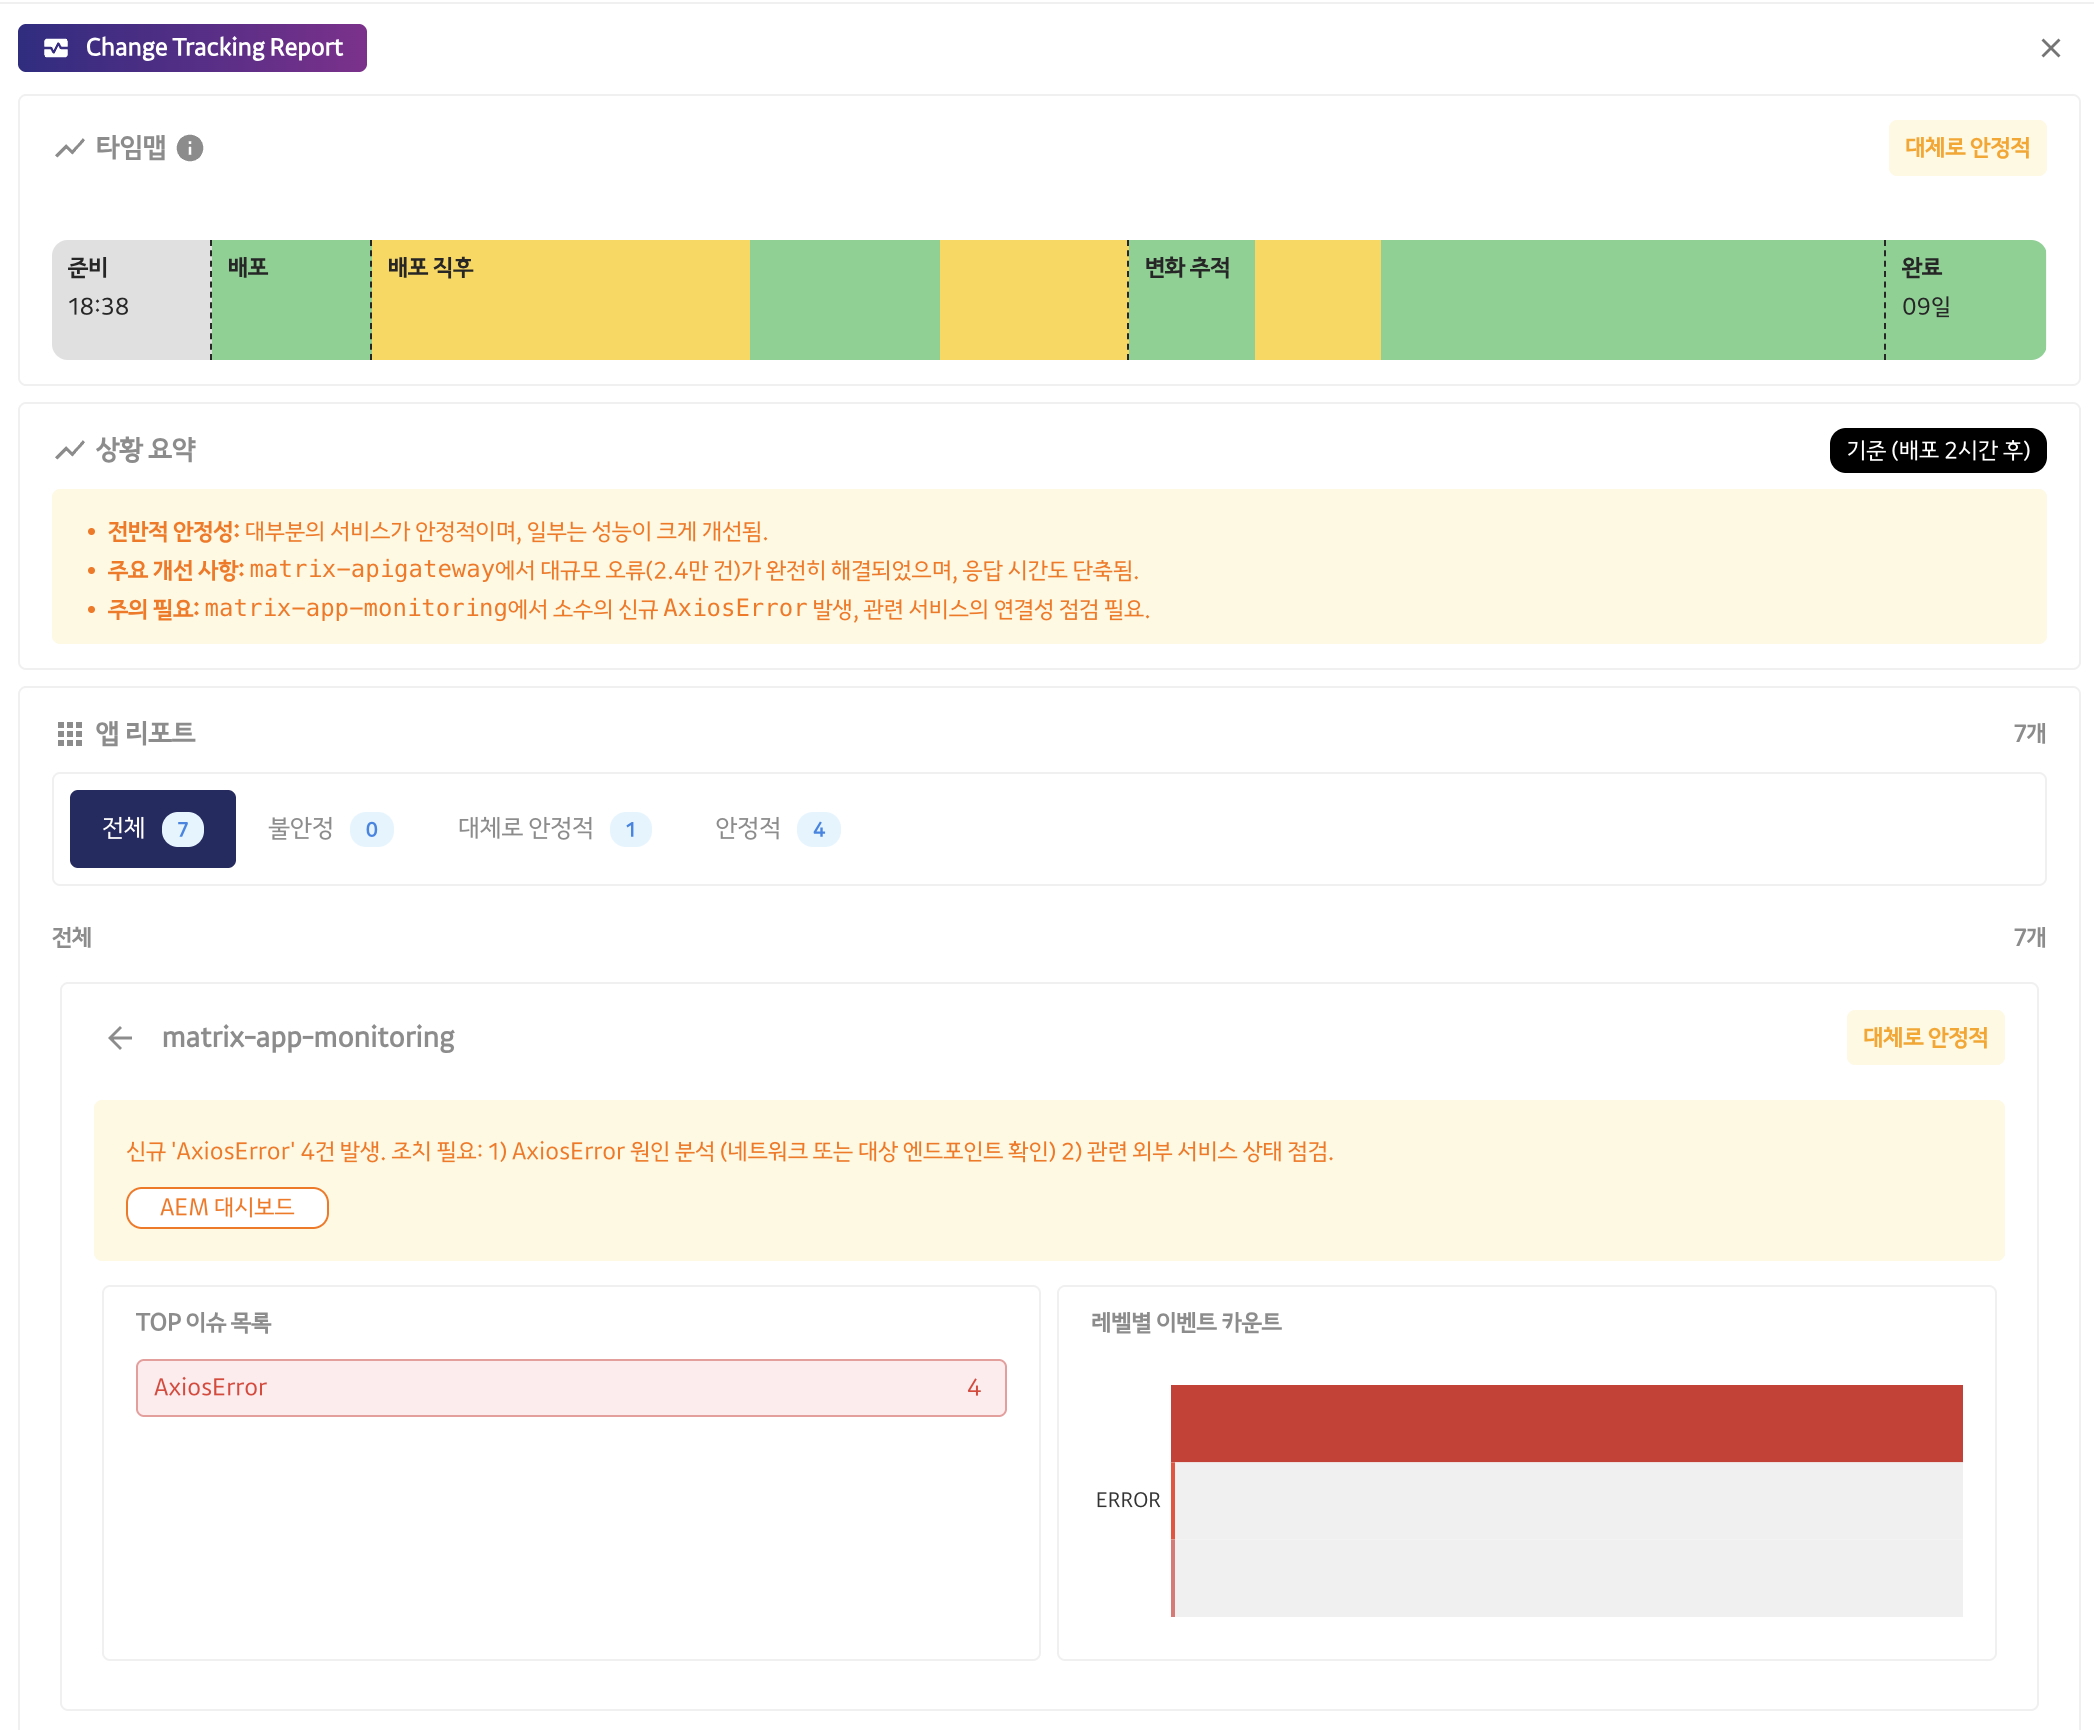 Change Tracking Report
타임맵
대체로 안정적
준비
18:38
배포
배포 직후
변화 추적
완료
09일
상황 요약
기준 (배포 2시간 후)
• 전반적 안정성: 대부분의 서비스가 안정적이며, 일부는 성능이 크게 개선됨.
• 주요 개선 사항: matrix-apigateway에서 대규모 오류(2.4만 건)가 완전히 해결되었으며, 응답 시간도 단축됨.
• 주의 필요: matrix-app-monitoring에서 소수의 신규 AxiosError 발생, 관련 서비스의 연결성 점검 필요.
앱 리포트
7개
전체 7
불안정 0
대체로 안정적 1
안정적 4
전체
7개
matrix-app-monitoring
대체로 안정적
신규 'AxiosError' 4건 발생. 조치 필요: 1) AxiosError 원인 분석 (네트워크 또는 대상 엔드포인트 확인) 2) 관련 외부 서비스 상태 점검.
AEM 대시보드
TOP 이슈 목록
AxiosError 4
레벨별 이벤트 카운트
ERROR